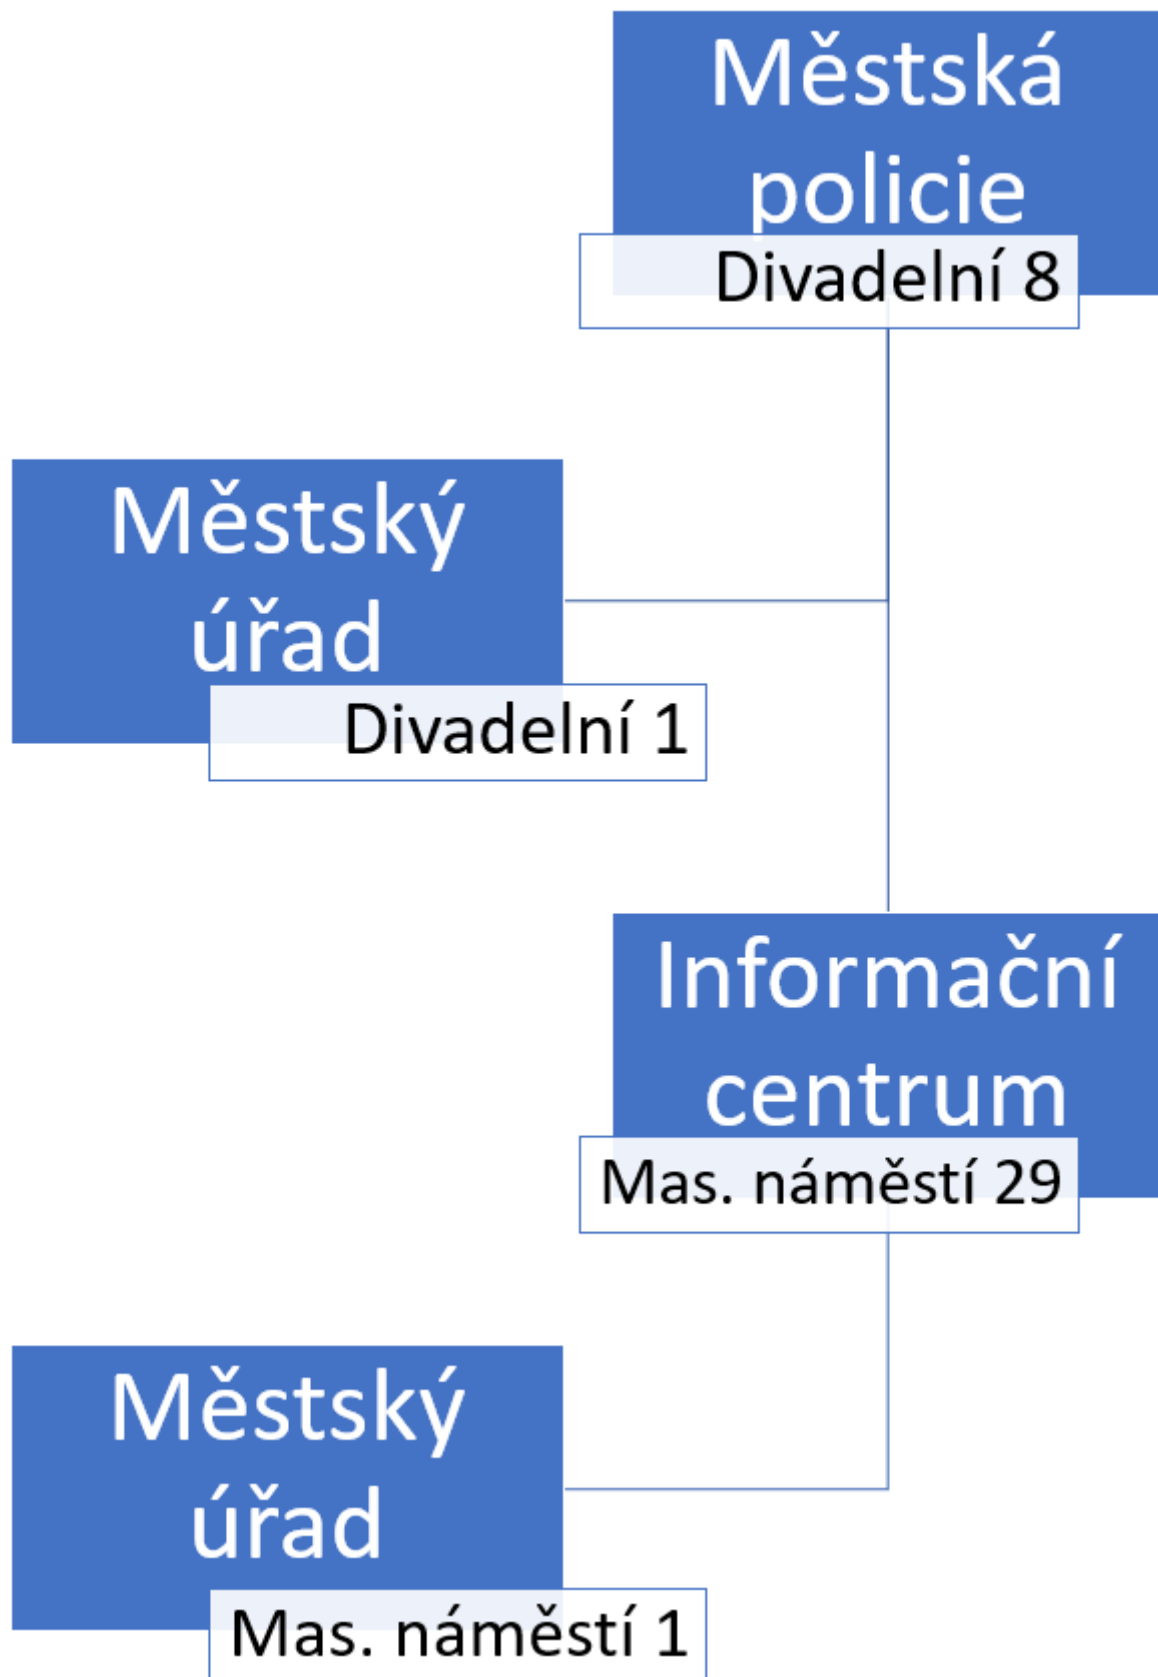 Městská
policie
Divadelní 8
Městský
úřad
Divadelní 1
Informační
centrum
Mas. náměstí 29
Městský
úřad
Mas. náměstí 1